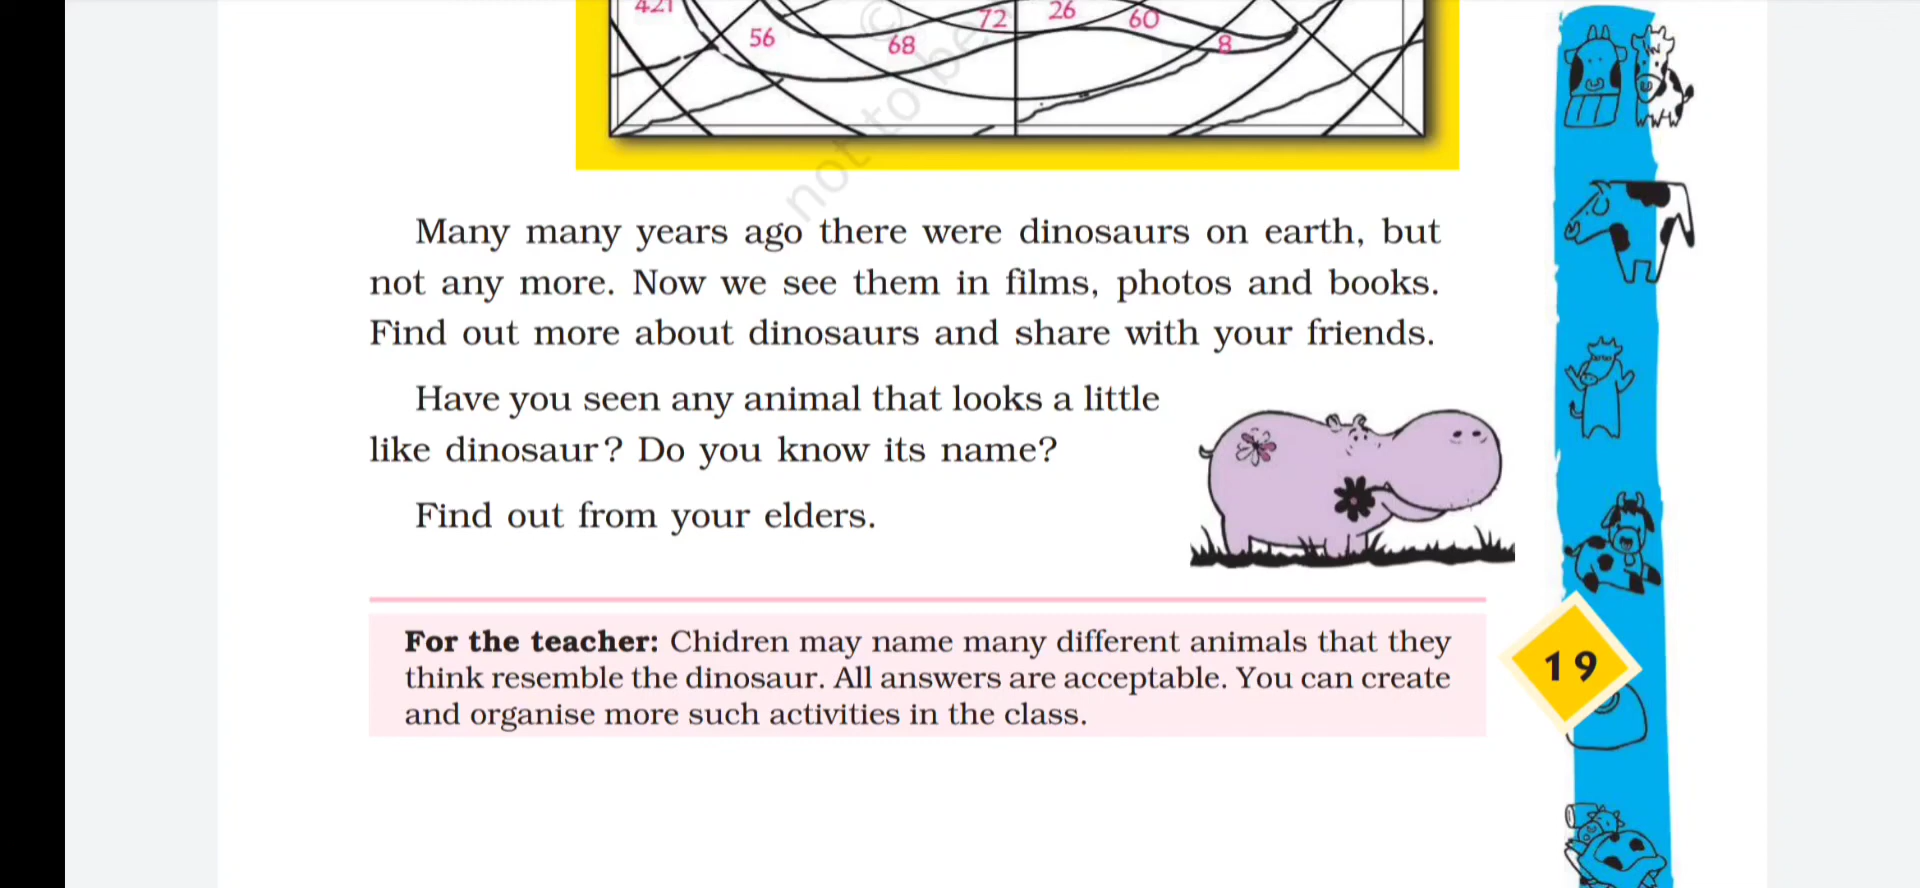 421
72
26
60
56
68
8
© not to be
Many many years ago there were dinosaurs on earth, but
not any more. Now we see them in films, photos and books.
Find out more about dinosaurs and share with your friends.
Have you seen any animal that looks a little
like dinosaur? Do you know its name?
Find out from your elders.
For the teacher: Chidren may name many different animals that they
think resemble the dinosaur. All answers are acceptable. You can create
and organise more such activities in the class.
19